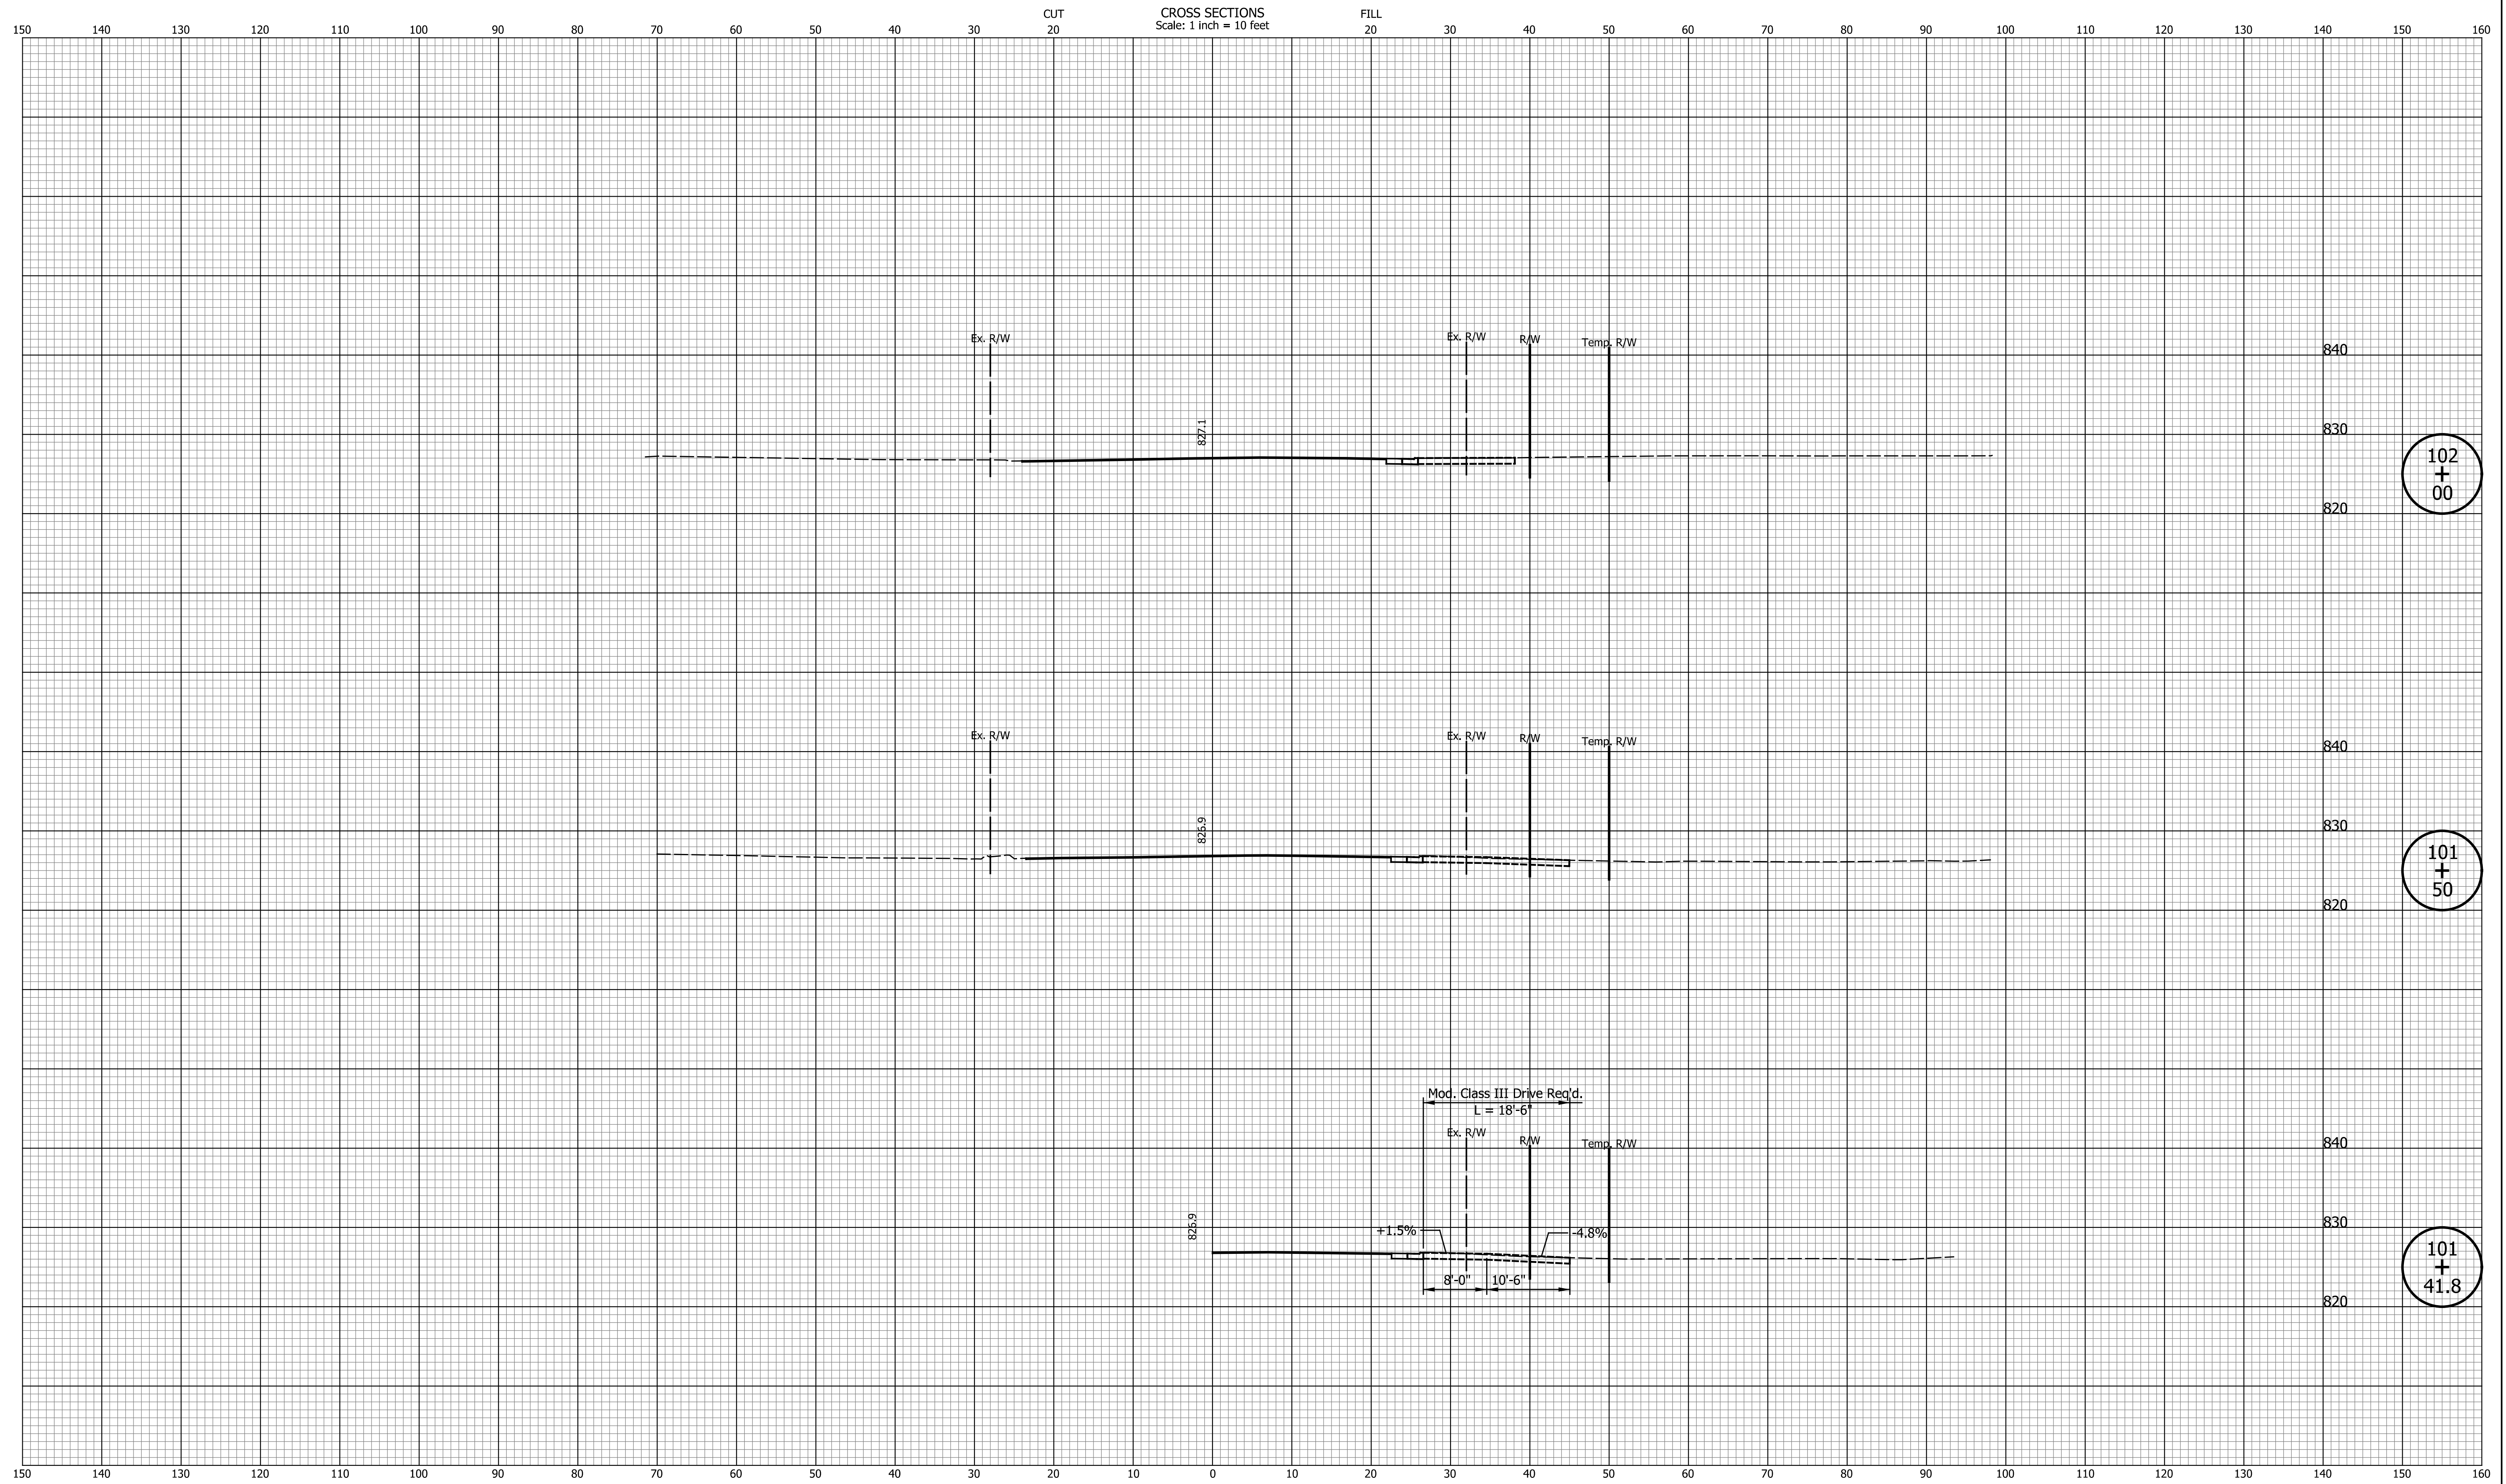 CUT CROSS SECTIONS FILL
Scale: 1 inch = 10 feet
150 140 130 120 110 100 90 80 70 60 50 40 30 20 20 30 40 50 60 70 80 90 100 110 120 130 140 150 160
Ex. R/W Ex. R/W R/W Temp. R/W
840
827.1
830
102
+
00
820
Ex. R/W Ex. R/W R/W Temp. R/W
840
826.9
830
101
+
50
820
Mod. Class III Drive Req'd.
L = 18'-6"
Ex. R/W R/W Temp. R/W
840
826.9
+1.5% -4.8%
830
101
+
41.8
8'-0" 10'-6"
820
150 140 130 120 110 100 90 80 70 60 50 40 30 20 10 0 10 20 30 40 50 60 70 80 90 100 110 120 130 140 150 160